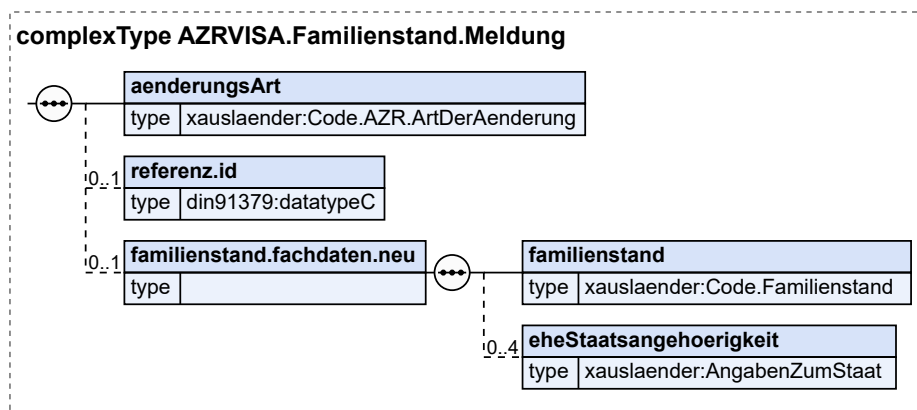 complexType AZRVISA.Familienstand.Meldung
aenderungsArt
type xauslaender:Code.AZR.ArtDerAenderung
0..1
referenz.id
type din91379:datatypeC
0..1
familienstand.fachdaten.neu
type
familienstand
type xauslaender:Code.Familienstand
0..4
eheStaatsangehoerigkeit
type xauslaender:AngabenZumStaat